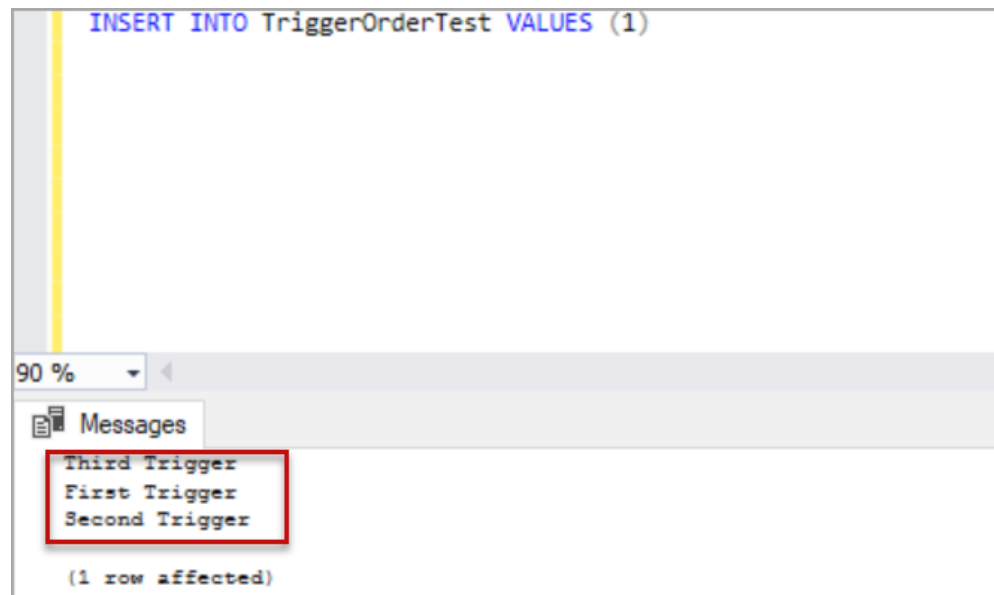 INSERT INTO TriggerOrderTest VALUES (1)
90 %
Messages
Third Trigger
First Trigger
Second Trigger
(1 row affected)